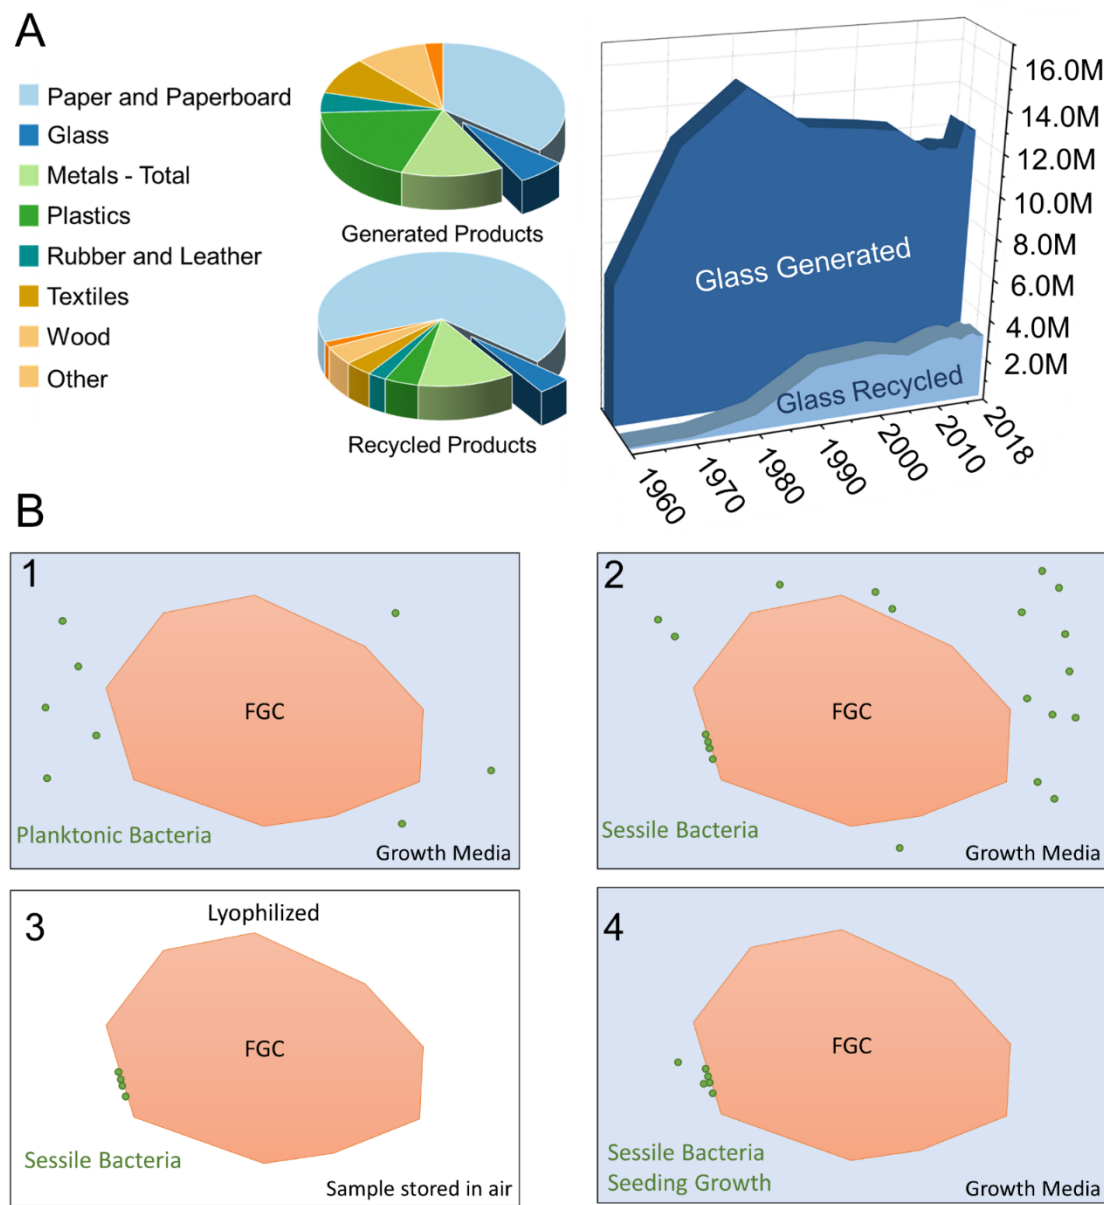 A
Paper and Paperboard
Glass
Metals - Total
Plastics
Rubber and Leather
Textiles
Wood
Other
Generated Products
Recycled Products
Glass Generated
Glass Recycled
16.0M
14.0M
12.0M
10.0M
8.0M
6.0M
4.0M
2.0M
1960
1970
1980
1990
2000
2010
2018
B
1
FGC
Planktonic Bacteria
Growth Media
2
FGC
Sessile Bacteria
Growth Media
3
Lyophilized
FGC
Sessile Bacteria
Sample stored in air
4
FGC
Sessile Bacteria
Seeding Growth
Growth Media